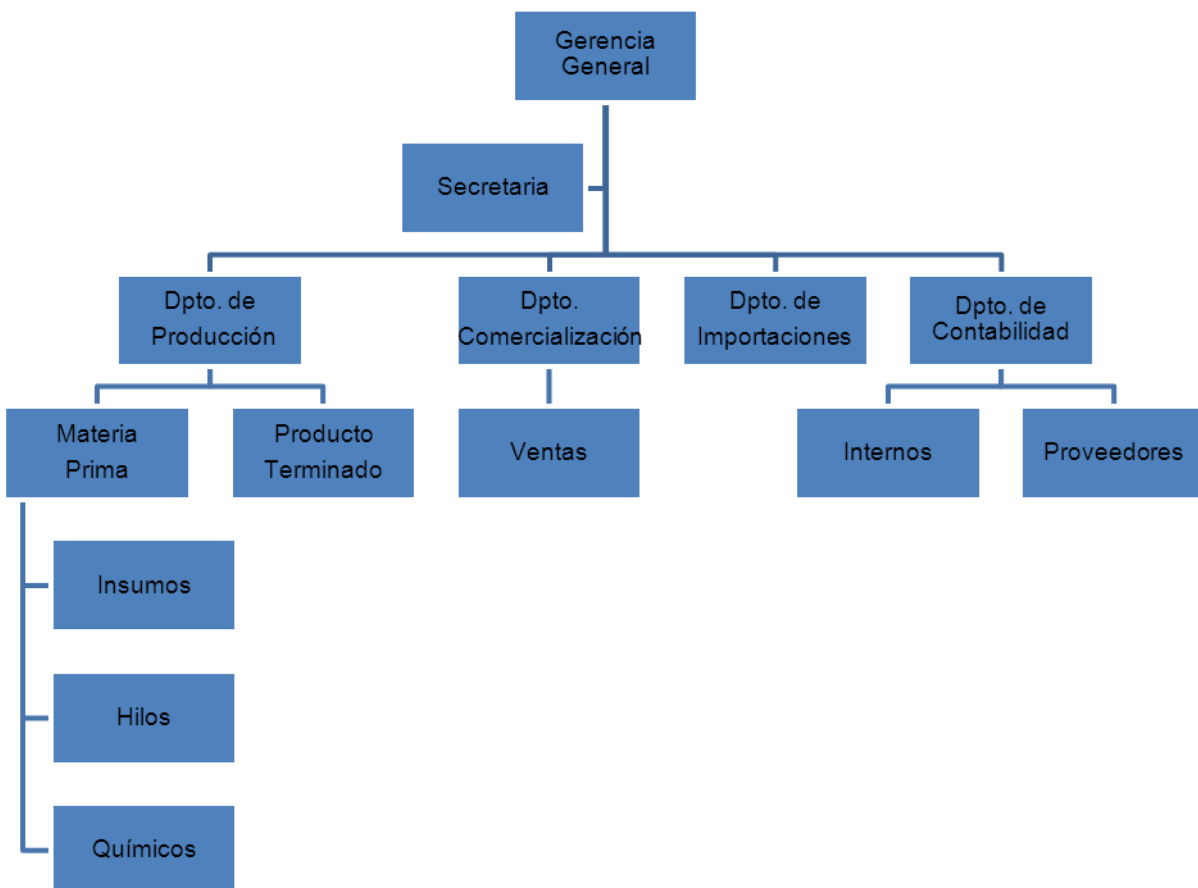 Gerencia
General
Secretaria
Dpto. de
Producción
Dpto.
Comercialización
Dpto. de
Importaciones
Dpto. de
Contabilidad
Materia
Prima
Producto
Terminado
Ventas
Internos
Proveedores
Insumos
Hilos
Químicos